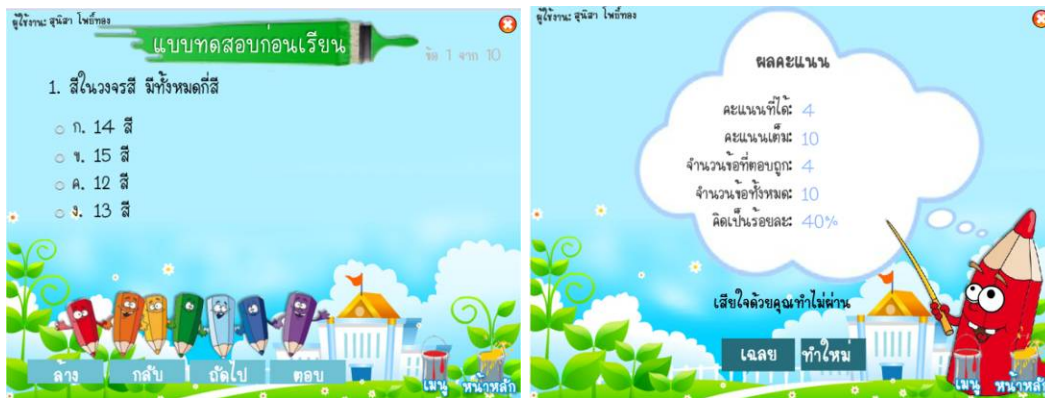 ผู้ใช้งาน: สุนิสา โพธิ์ทอง
แบบทดสอบก่อนเรียน
ข้อ 1 จาก 10
1. สีในวงจรสี มีทั้งหมดกี่สี
ก. 14 สี
ข. 15 สี
ค. 12 สี
ง. 13 สี
ล้าง กลับ ถัดไป ตอบ
เมนู หน้าหลัก
ผู้ใช้งาน: สุนิสา โพธิ์ทอง
ผลคะแนน
คะแนนที่ได้: 4
คะแนนเต็ม: 10
จำนวนข้อที่ตอบถูก: 4
จำนวนข้อทั้งหมด: 10
คิดเป็นร้อยละ: 40%
เสียใจด้วยคุณทำไม่ผ่าน
เฉลย ทำใหม่
เมนู หน้าหลัก